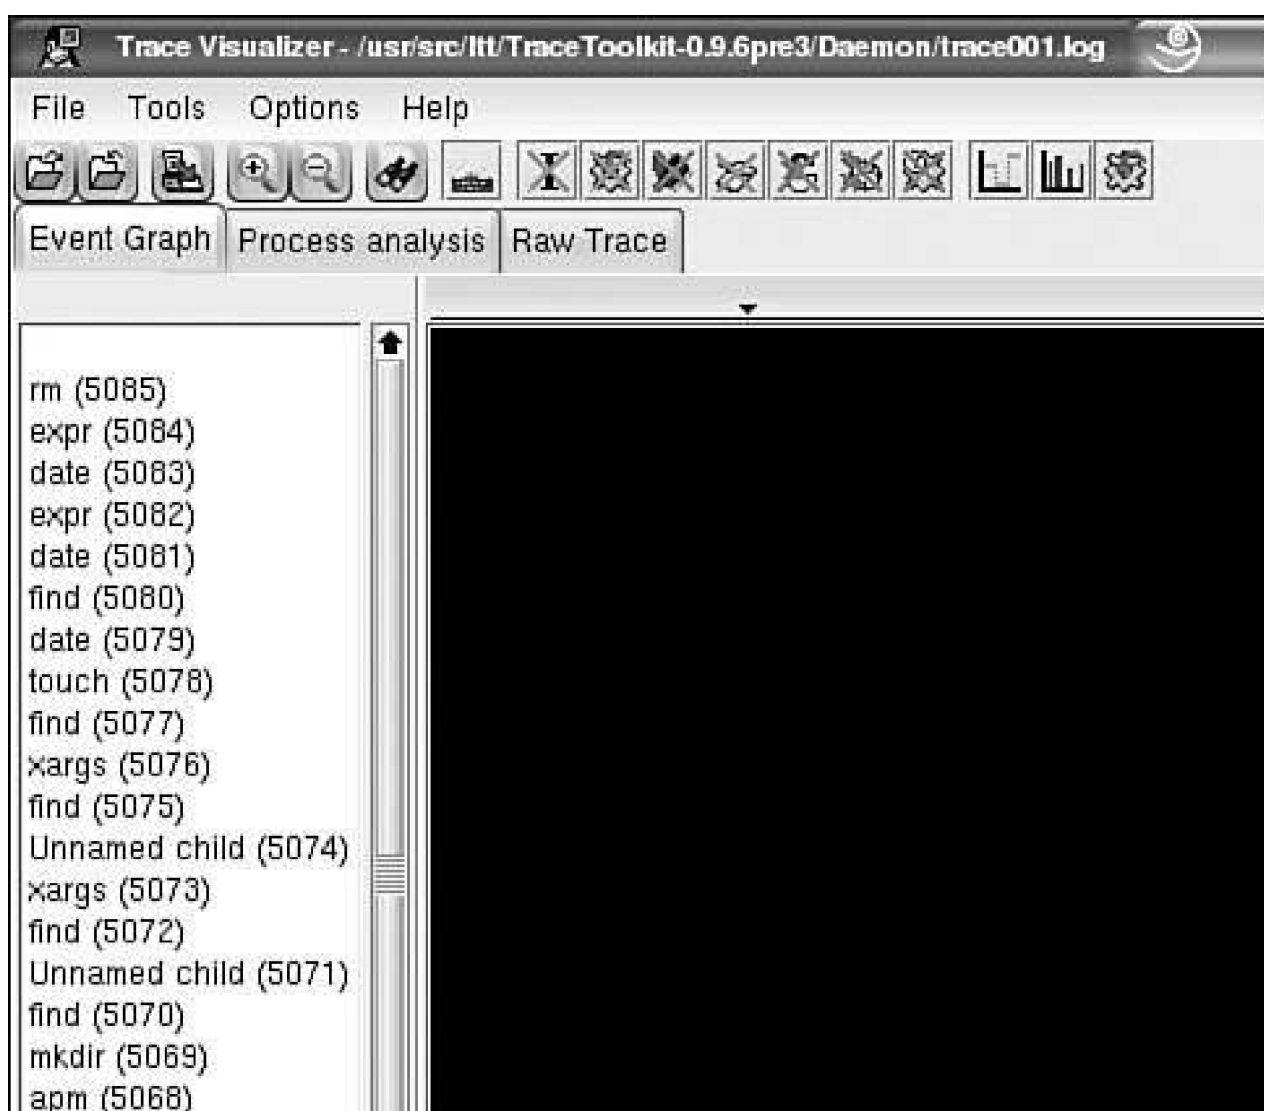 Trace Visualizer - /usr/src/ltt/TraceToolkit-0.9.6pre3/Daemon/trace001.log
File Tools Options Help
Event Graph Process analysis Raw Trace
rm (5085)
expr (5084)
date (5083)
expr (5082)
date (5081)
find (5080)
date (5079)
touch (5078)
find (5077)
xargs (5076)
find (5075)
Unnamed child (5074)
xargs (5073)
find (5072)
Unnamed child (5071)
find (5070)
mkdir (5069)
apm (5068)